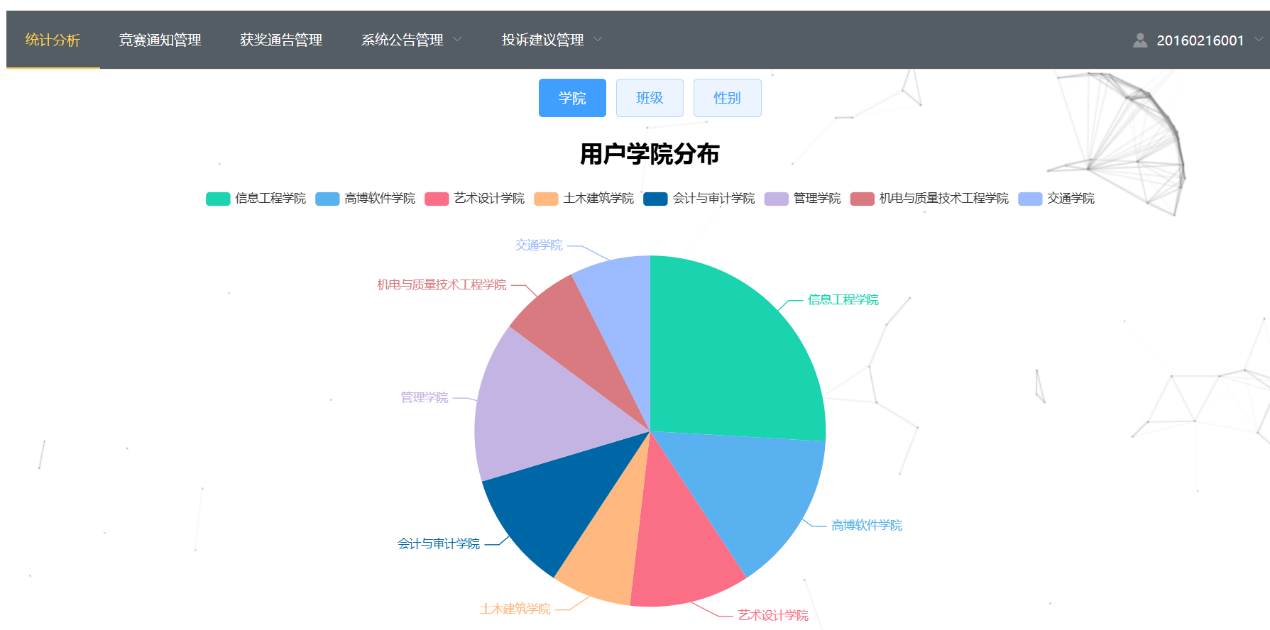 统计分析 竞赛通知管理 获奖通告管理 系统公告管理 投诉建议管理 20160216001
学院 班级 性别
用户学院分布
信息工程学院 高博软件学院 艺术设计学院 土木建筑学院 会计与审计学院 管理学院 机电与质量技术工程学院 交通学院
交通学院
机电与质量技术工程学院
信息工程学院
管理学院
高博软件学院
会计与审计学院
土木建筑学院
艺术设计学院